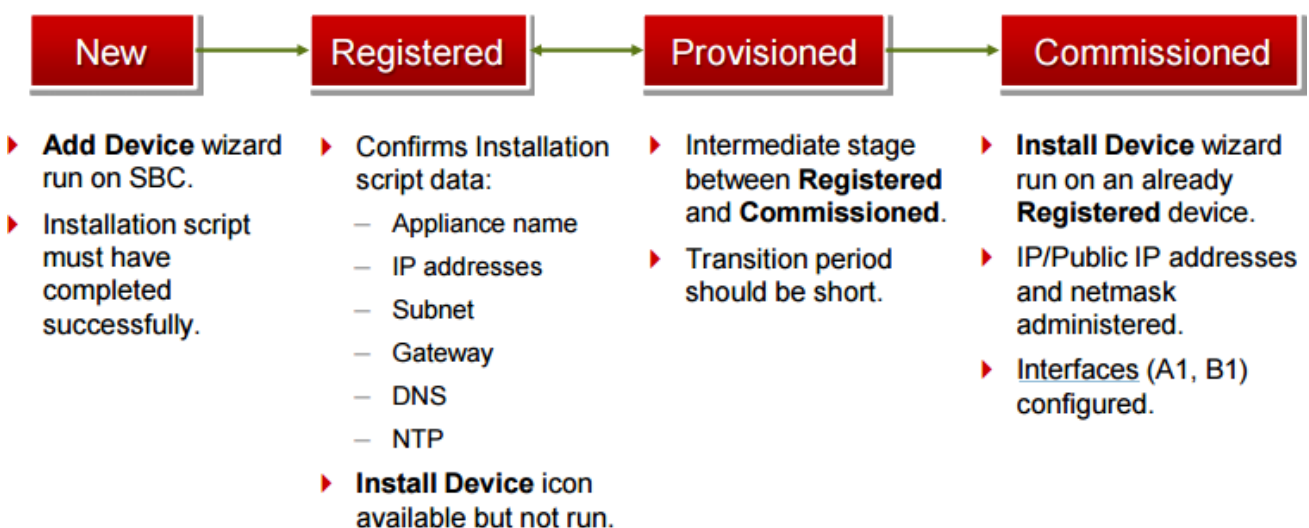 New
Registered
Provisioned
Commissioned
Add Device wizard
run on SBC.
Installation script
must have
completed
successfully.
Confirms Installation
script data:
– Appliance name
– IP addresses
– Subnet
– Gateway
– DNS
– NTP
Install Device icon
available but not run.
Intermediate stage
between Registered
and Commissioned.
Transition period
should be short.
Install Device wizard
run on an already
Registered device.
IP/Public IP addresses
and netmask
administered.
Interfaces (A1, B1)
configured.